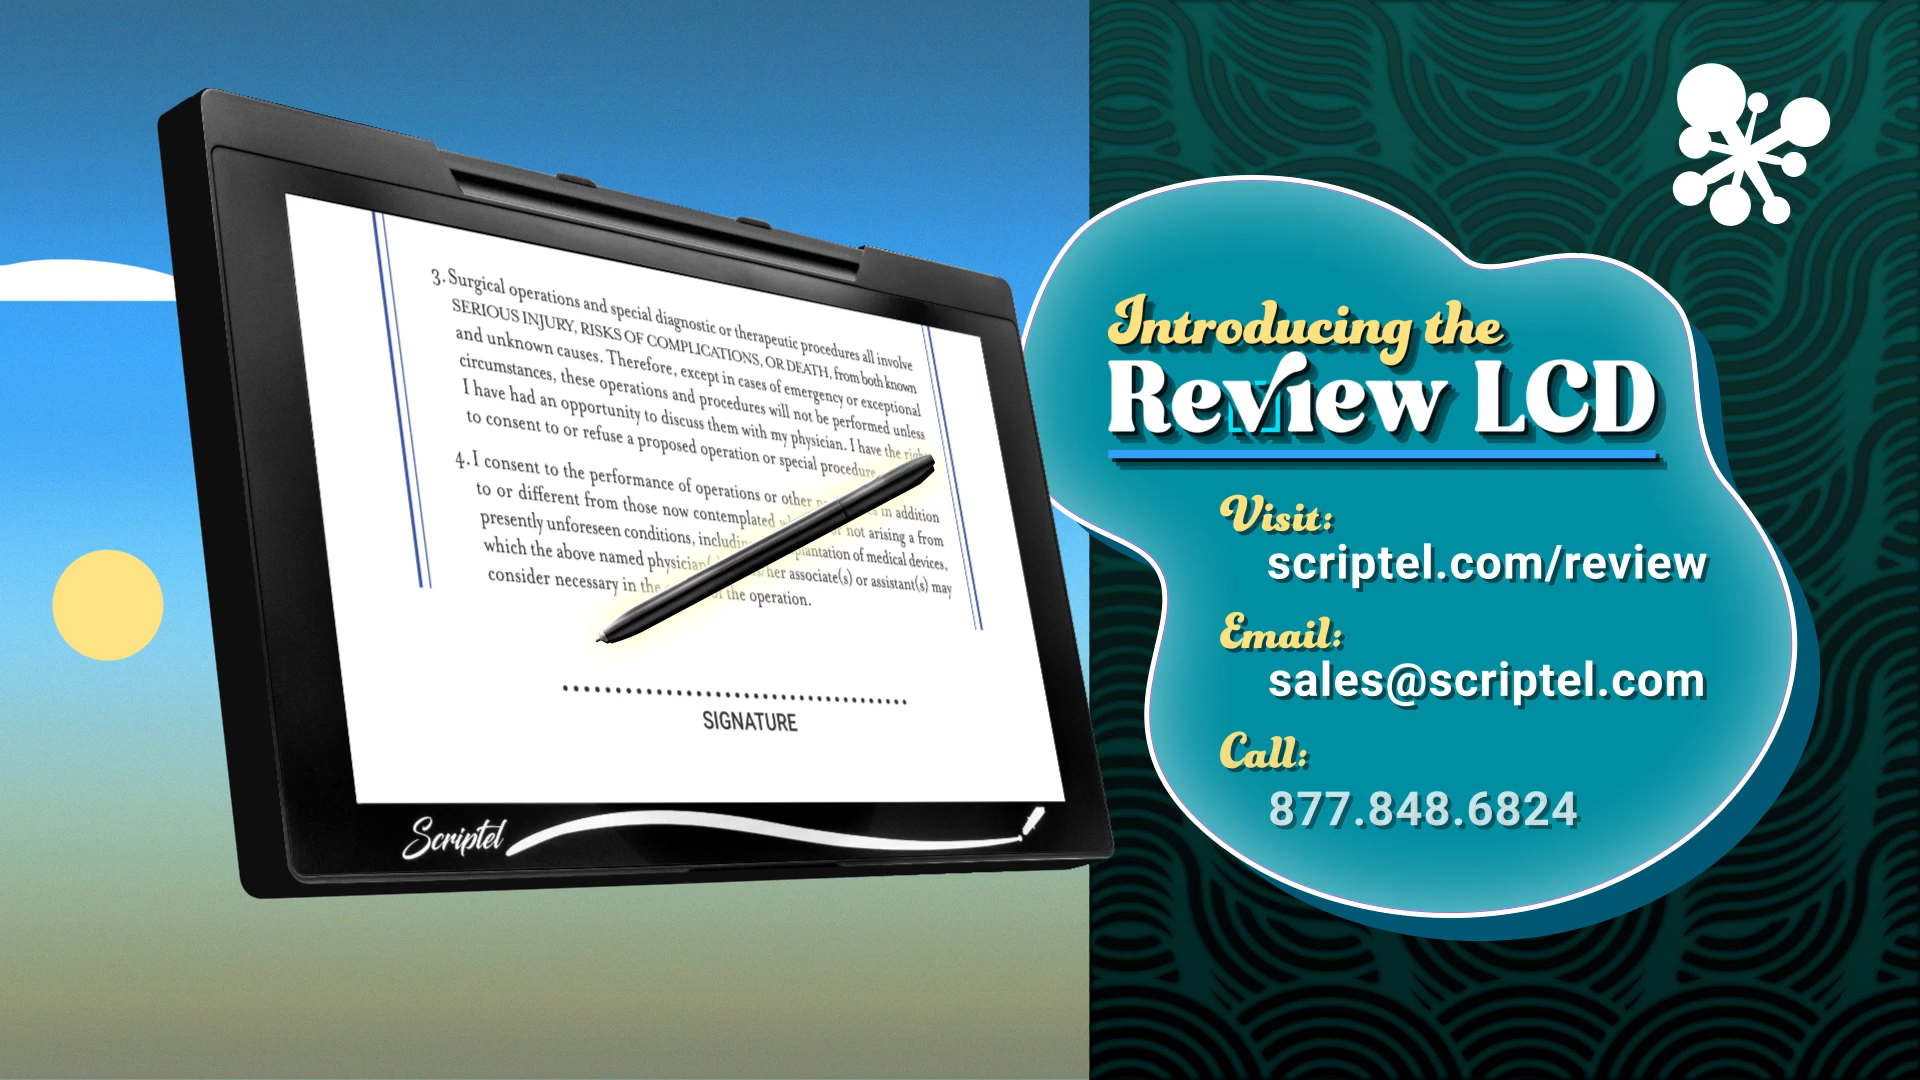 3. Surgical operations and special diagnostic or therapeutic procedures all involve
SERIOUS INJURY, RISKS OF COMPLICATIONS, OR DEATH, from both known
and unknown causes. Therefore, except in cases of emergency or exceptional
circumstances, these operations and procedures will not be performed unless
I have had an opportunity to discuss them with my physician. I have the right
to consent to or refuse a proposed operation or special procedure
4. I consent to the performance of operations or other in addition
to or different from those now contemplated not arising a from
presently unforeseen conditions, including plantation of medical devices,
which the above named physician(s) her associate(s) or assistant(s) may
consider necessary in the the operation.
SIGNATURE
Scriptel
Introducing the
Review LCD
Visit:
scriptel.com/review
Email:
sales@scriptel.com
Call:
877.848.6824